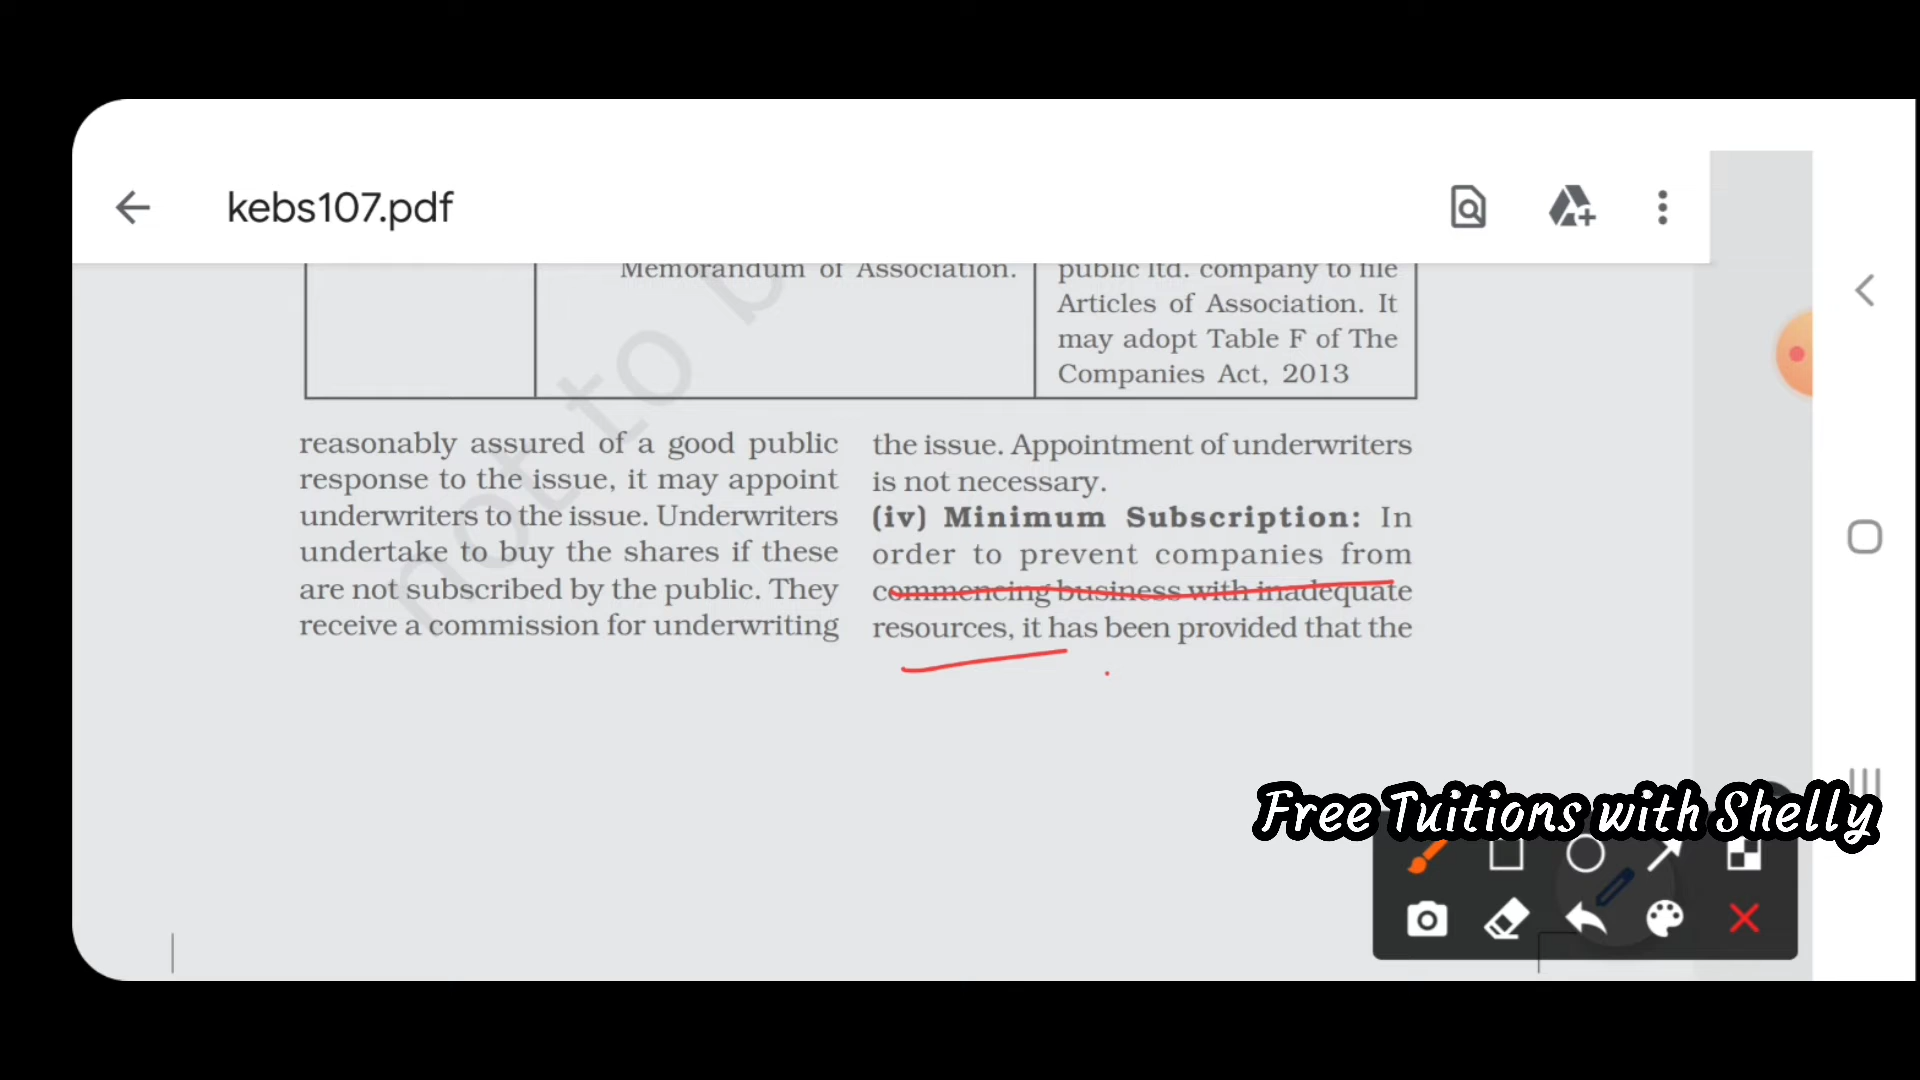 kebs107.pdf
Memorandum of Association.
public ltd. company to file
Articles of Association. It
may adopt Table F of The
Companies Act, 2013
reasonably assured of a good public
response to the issue, it may appoint
underwriters to the issue. Underwriters
undertake to buy the shares if these
are not subscribed by the public. They
receive a commission for underwriting
the issue. Appointment of underwriters
is not necessary.
(iv) Minimum Subscription: In
order to prevent companies from
commencing business with inadequate
resources, it has been provided that the
not to b
Free Tuitions with Shelly